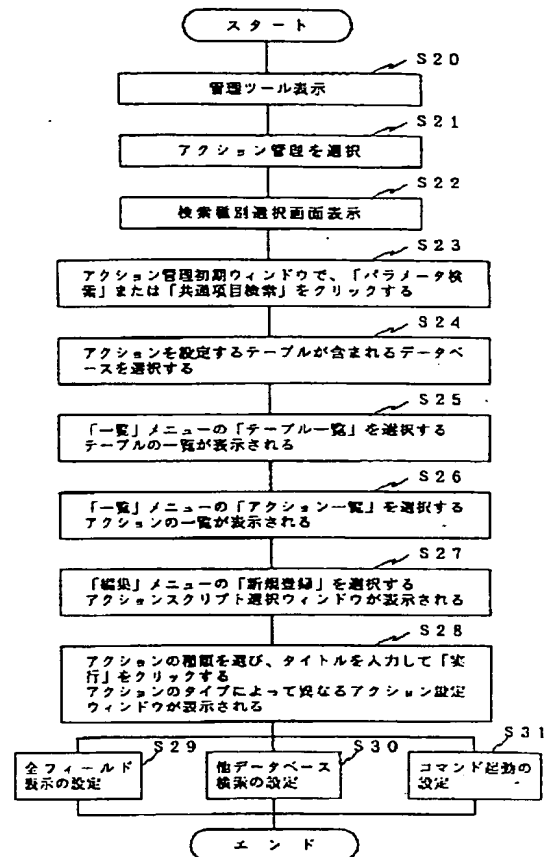 スタート
S20
管理ツール表示
S21
アクション管理を選択
S22
検索種別選択画面表示
S23
アクション管理初期ウィンドウで、「パラメータ検
索」または「共通項目検索」をクリックする
S24
アクションを設定するテーブルが含まれるデータベ
ースを選択する
S25
「一覧」メニューの「テーブル一覧」を選択する
テーブルの一覧が表示される
S26
「一覧」メニューの「アクション一覧」を選択する
アクションの一覧が表示される
S27
「編集」メニューの「新規登録」を選択する
アクションスクリプト選択ウィンドウが表示される
S28
アクションの種類を選び、タイトルを入力して「実
行」をクリックする
アクションのタイプによって異なるアクション設定
ウィンドウが表示される
S29
全フィールド
表示の設定
S30
他データベース
検索の設定
S31
コマンド起動の
設定
エンド